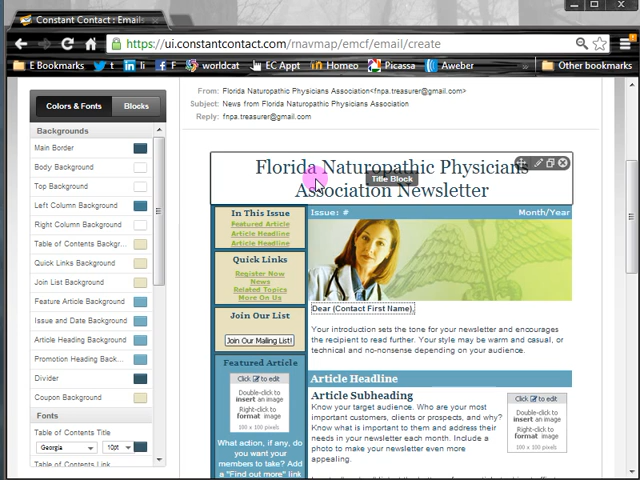 Constant Contact : Emails
https://ui.constantcontact.com/rnavmap/emcf/email/create
E Bookmarks
t
in li
f F
worldcat
EC Appt
Homeo
Picassa
Aweber
Other bookmarks
Colors & Fonts
Blocks
Backgrounds
Main Border
Body Background
Top Background
Left Column Background
Right Column Background
Table of Contents Backgr...
Quick Links Background
Join List Background
Feature Article Background
Issue and Date Background
Article Heading Background
Promotion Heading Back...
Divider
Coupon Background
Fonts
Table of Contents Title
Georgia
10pt
Table of Contents Link
From: Florida Naturopathic Physicians Association<fnpa.treasurer@gmail.com>
Subject: News from Florida Naturopathic Physicians Association
Reply: fnpa.treasurer@gmail.com
Florida Naturopathic Physicians
Association Newsletter
Title Block
In This Issue
Featured Article
Article Headline
Article Headline
Quick Links
Register Now
News
Related Topics
More On Us
Join Our List
Join Our Mailing List!
Featured Article
Click to edit
Double-click to
insert an image
Right-click to
format image
100 x 100 pixels
What action, if any, do
you want your
members to take? Add
a "Find out more" link
Issue: #
Month/Year
Dear (Contact First Name),
Your introduction sets the tone for your newsletter and encourages
the recipient to read further. Your style may be warm and casual, or
technical and no-nonsense depending on your audience.
Article Headline
Article Subheading
Know your target audience. Who are your most
important customers, clients or prospects, and why?
Know what is important to them and address their
needs in your newsletter each month. Include a
photo to make your newsletter even more
appealing.
Click to edit
Double-click to
insert an image
Right-click to
format image
100 x 100 pixels